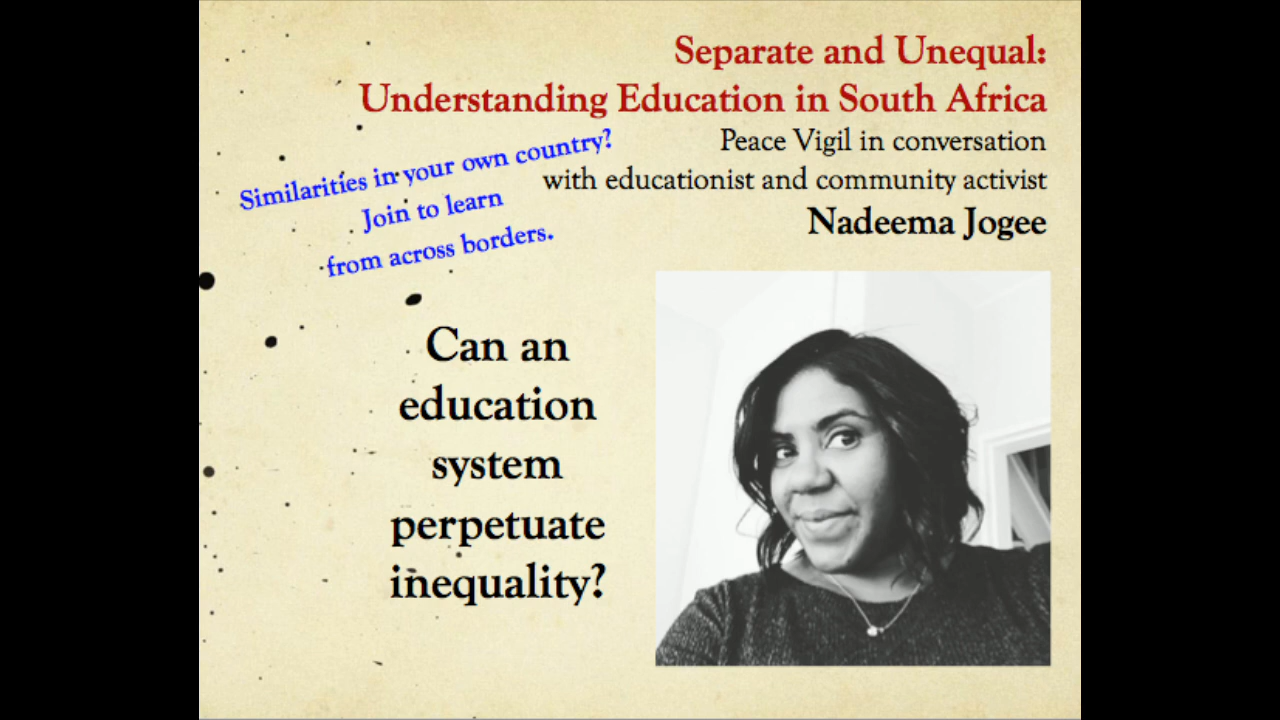 Separate and Unequal:
Understanding Education in South Africa
Peace Vigil in conversation
with educationist and community activist
Nadeema Jogee
Similarities in your own country?
Join to learn
from across borders.
Can an
education
system
perpetuate
inequality?